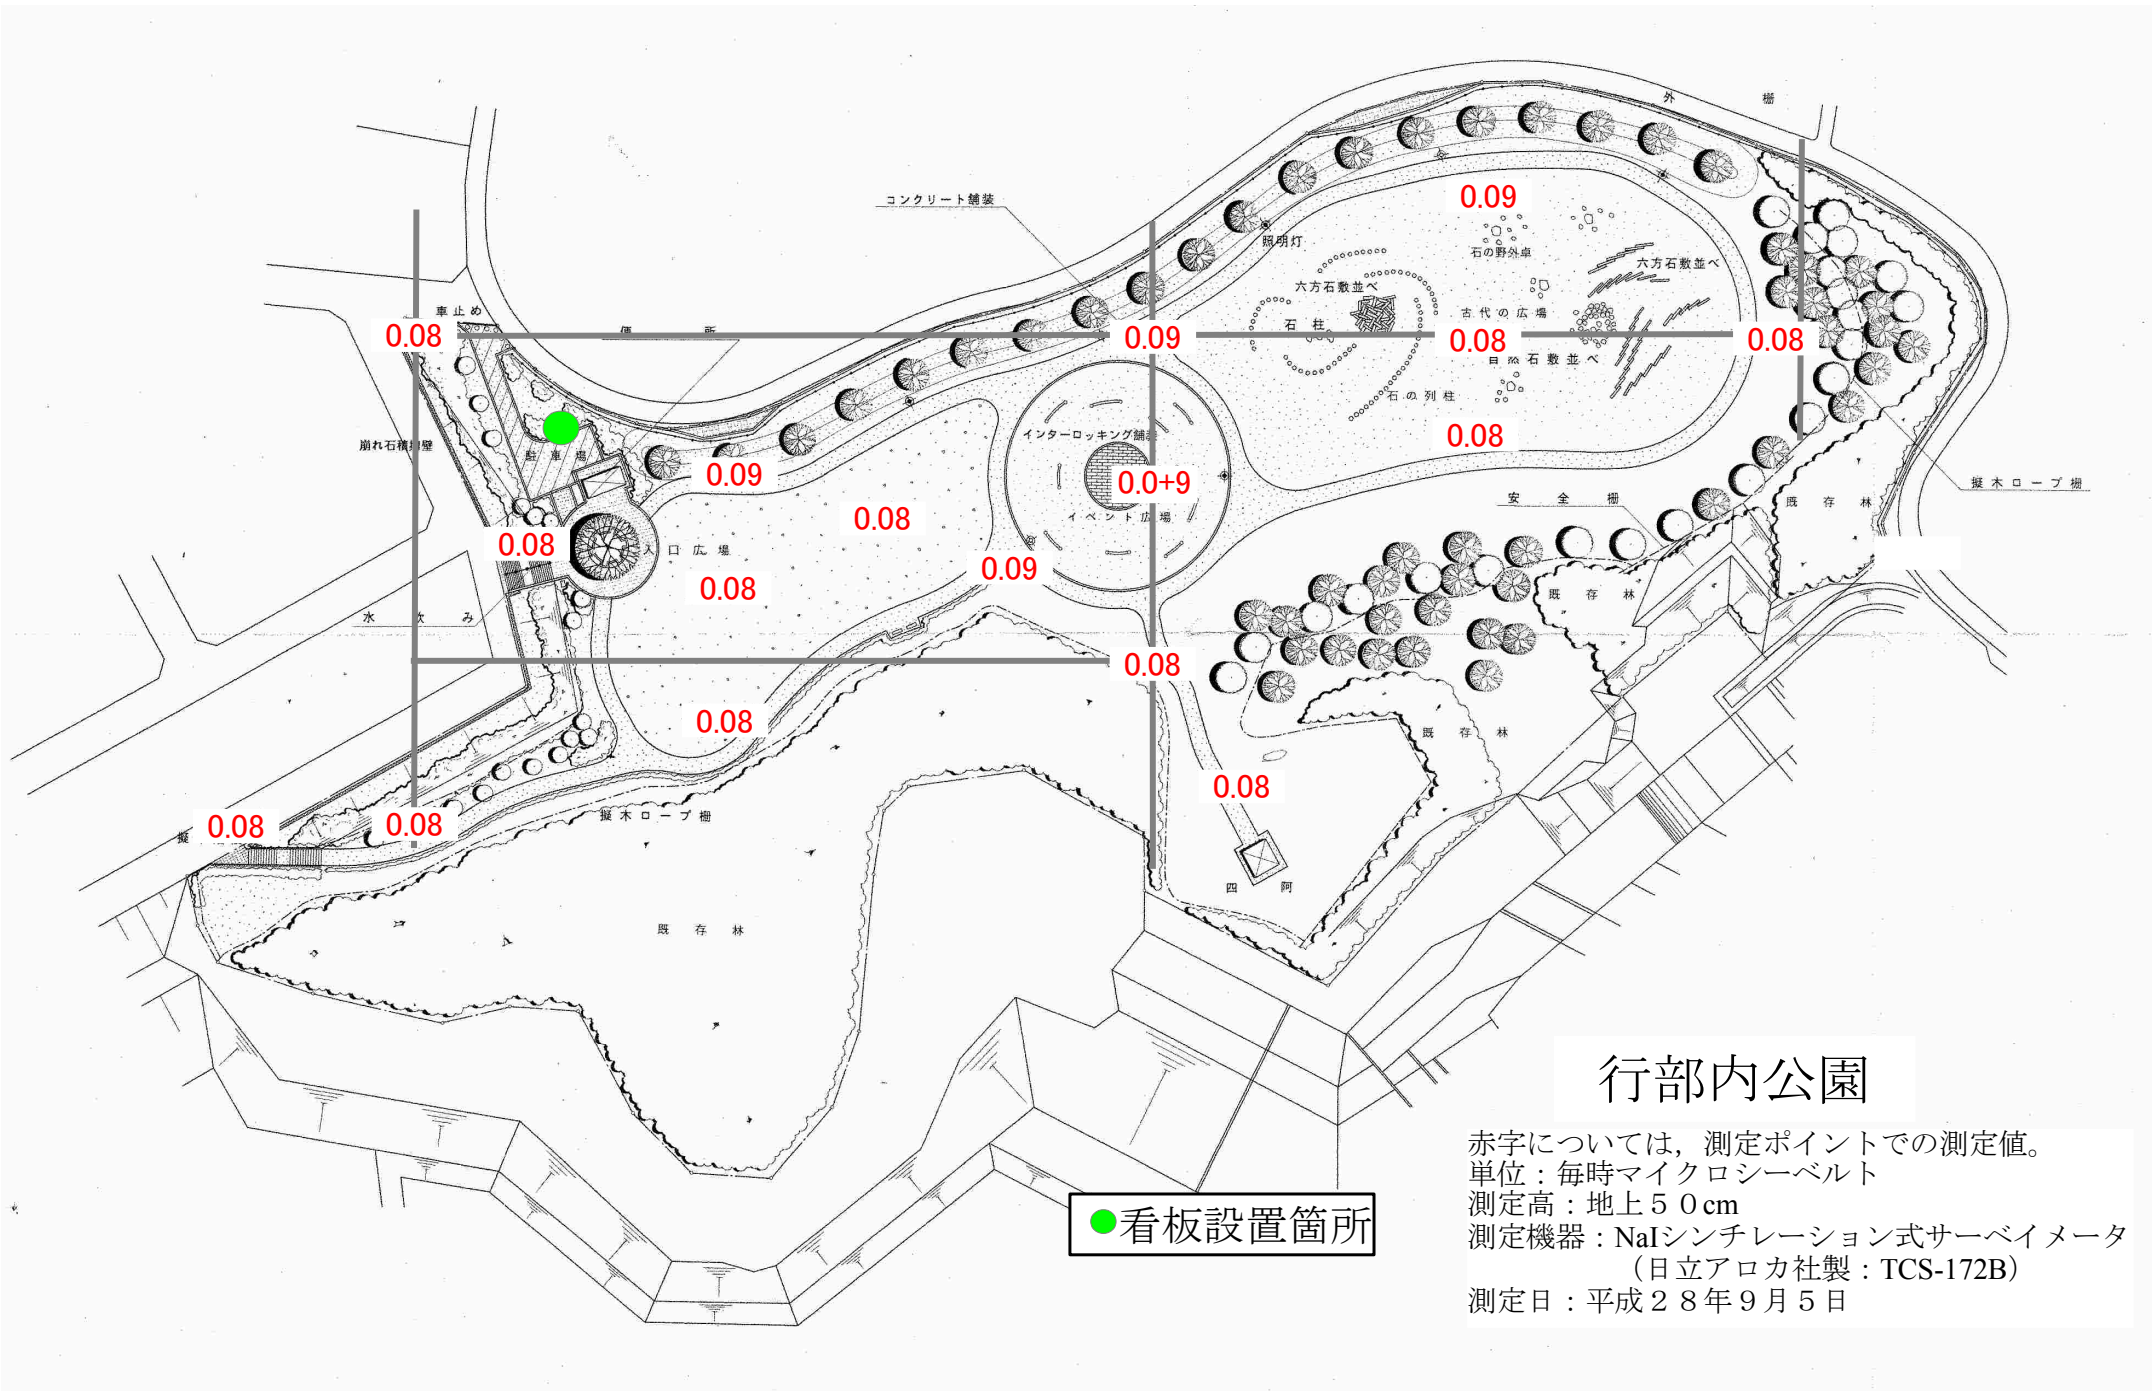 外 柵
コンクリート舗装
0.09
照明灯
石の野外卓
六方石敷並べ
六方石敷並べ
車止め
古代の広場
石 柱
0.08
便 所
0.09
0.08
0.08
自然石敷並べ
石の列柱
崩れ石積擁壁
インターロッキング舗装
0.08
駐車場
0.09
0.0+9
擬木ロープ柵
安 全 柵
既 存 林
0.08
イベント広場
0.08
入口広場
0.09
0.08
既 存 林
水 飲 み
0.08
0.08
既 存 林
0.08
0.08
0.08
擬木ロープ柵
擬
四 阿
既 存 林
行部内公園
赤字については，測定ポイントでの測定値。
単位：毎時マイクロシーベルト
測定高：地上５０cm
測定機器：NaIシンチレーション式サーベイメータ
（日立アロカ社製：TCS-172B）
測定日：平成２８年９月５日
看板設置箇所